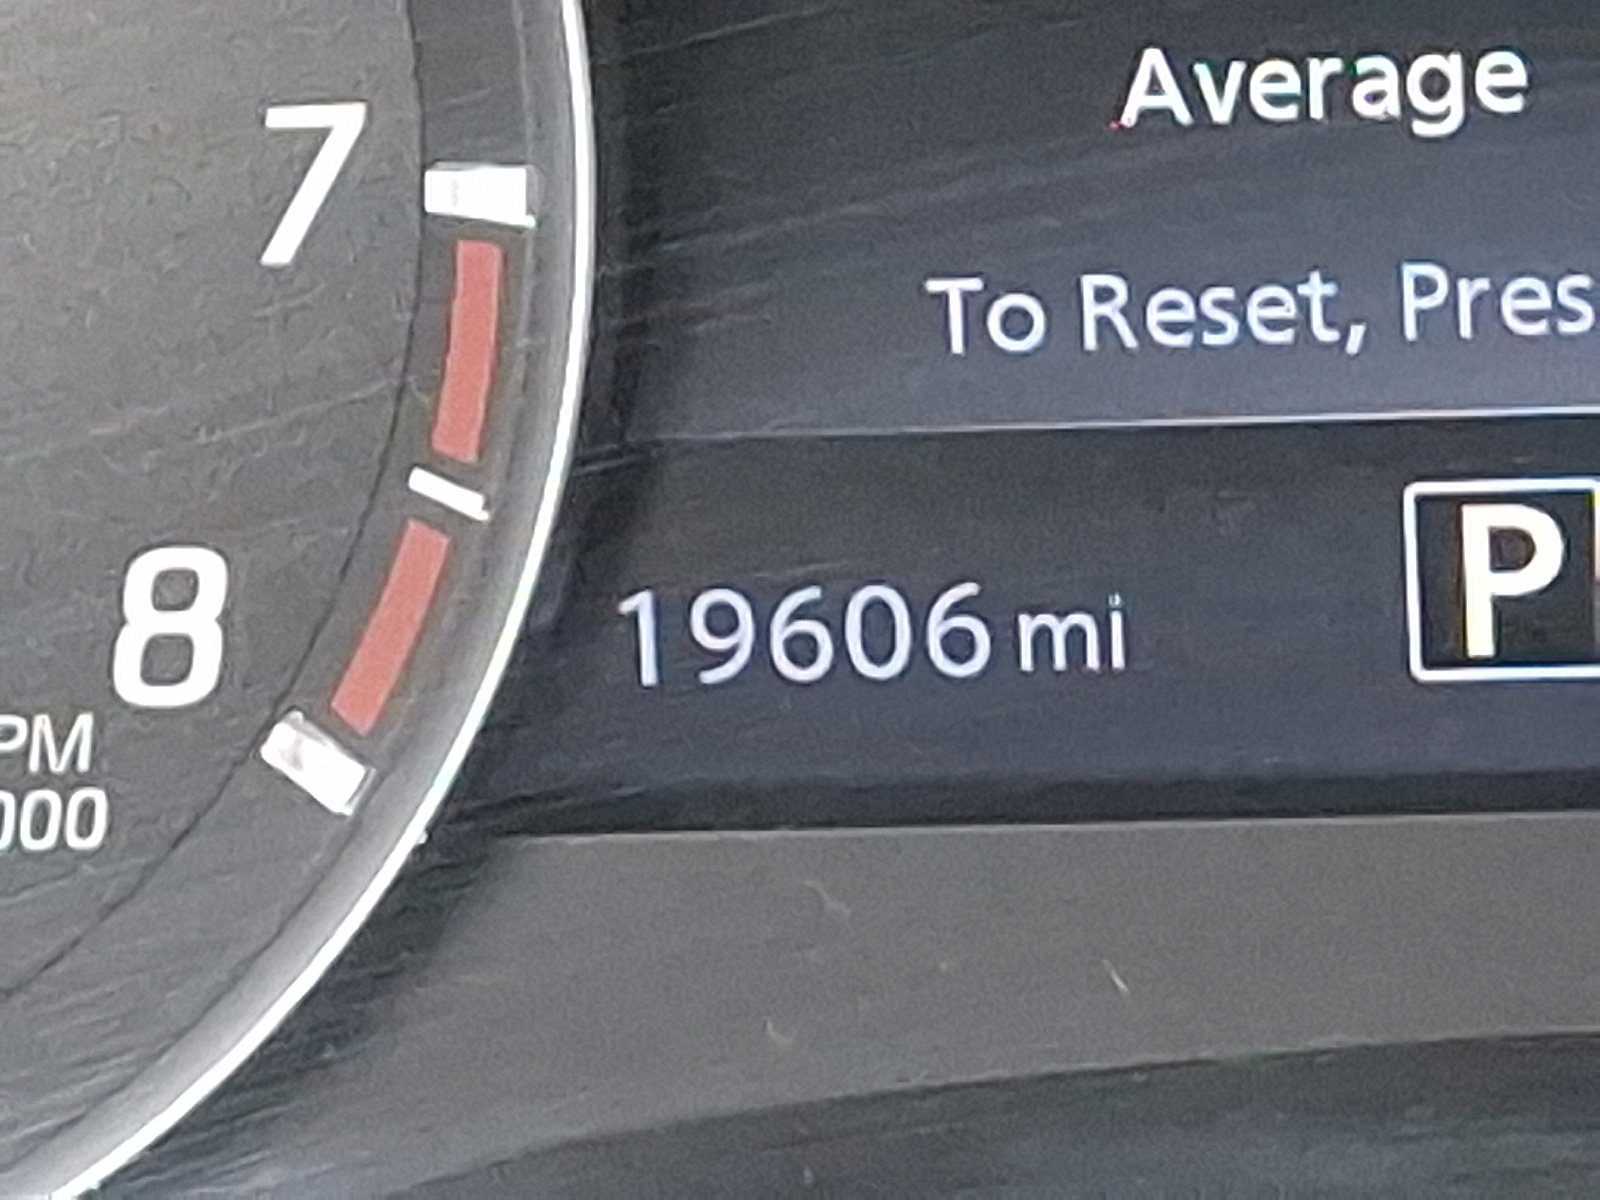 7
8
PM
000
Average
To Reset, Pres
19606 mi
P